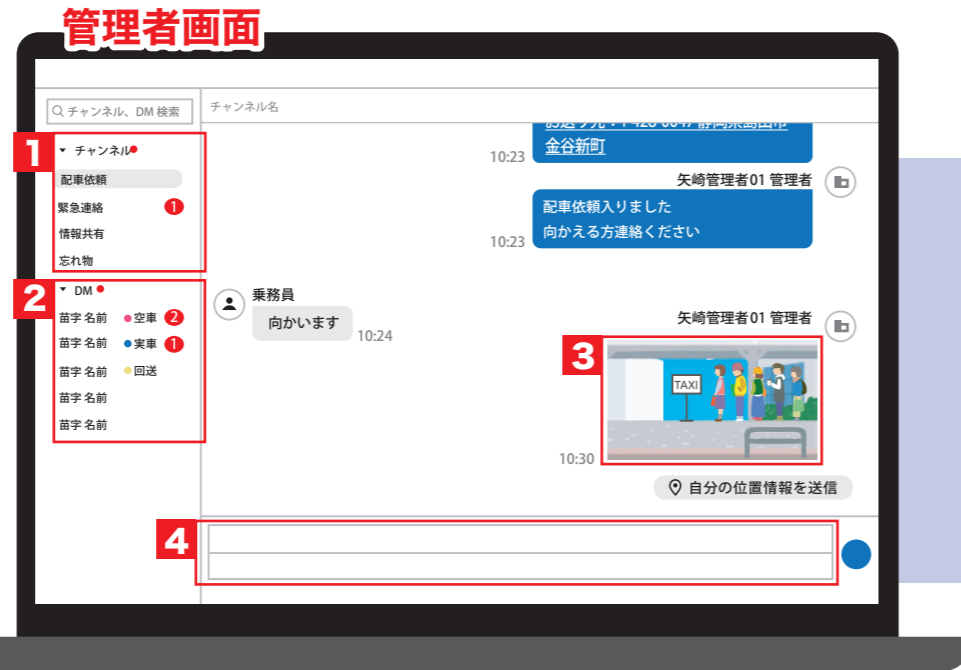 管理者画面
チャンネル、DM 検索
チャンネル名
1
チャンネル
配車依頼
緊急連絡 1
情報共有
忘れ物
2
DM
苗字 名前 空車 2
苗字 名前 実車 1
苗字 名前 回送
苗字 名前
苗字 名前
金谷新町
10:23
矢崎管理者01 管理者
配車依頼入りました
向かえる方連絡ください
10:23
乗務員
向かいます
10:24
矢崎管理者01 管理者
3
TAXI
10:30
自分の位置情報を送信
4